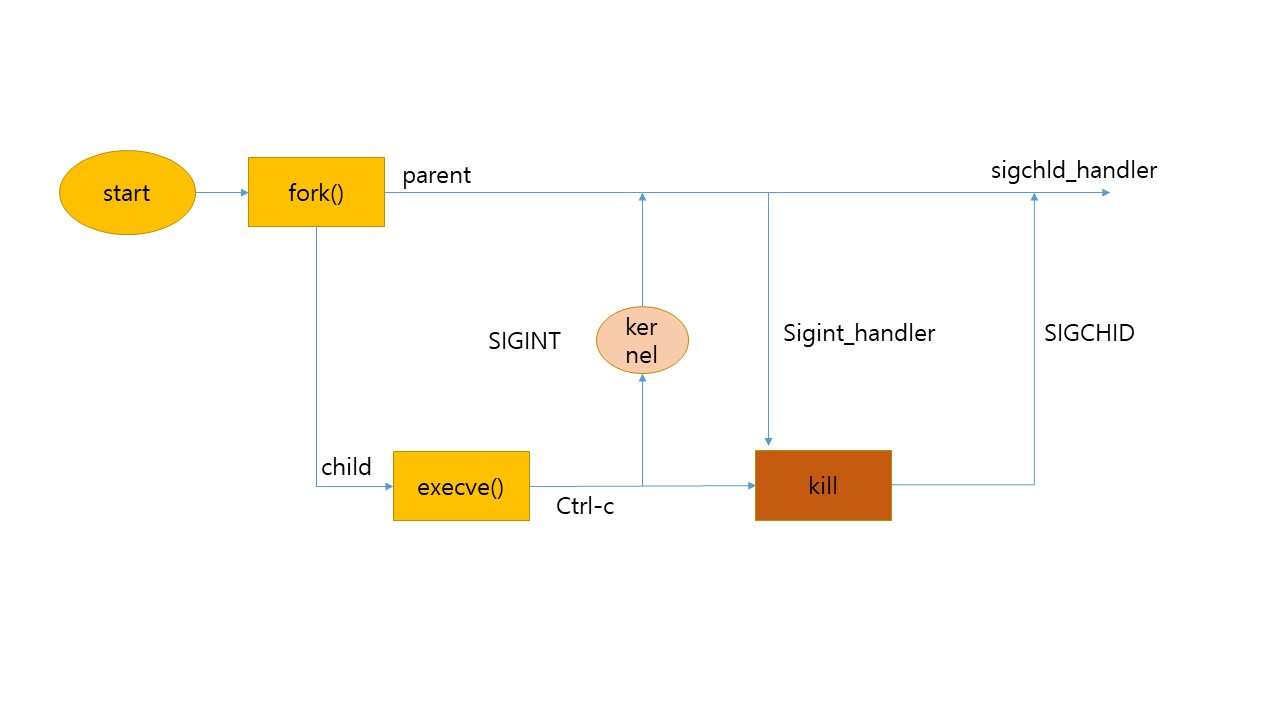 start
fork()
parent
sigchld_handler
SIGINT
ker
nel
Sigint_handler
SIGCHID
child
execve()
Ctrl-c
kill